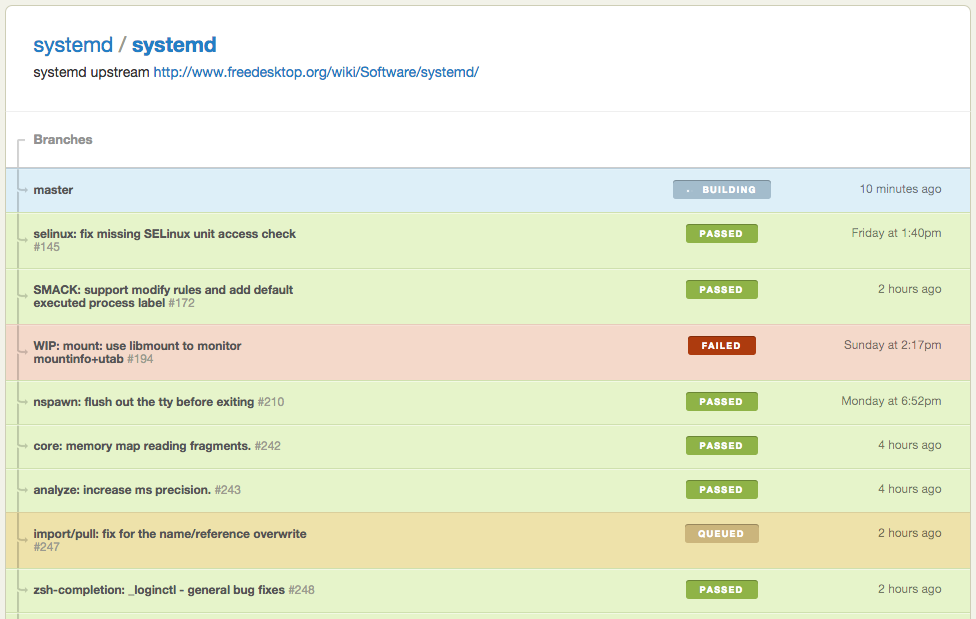 systemd / systemd
systemd upstream http://www.freedesktop.org/wiki/Software/systemd/
Branches
master . BUILDING 10 minutes ago
selinux: fix missing SELinux unit access check PASSED Friday at 1:40pm
#145
SMACK: support modify rules and add default PASSED 2 hours ago
executed process label #172
WIP: mount: use libmount to monitor FAILED Sunday at 2:17pm
mountinfo+utab #194
nspawn: flush out the tty before exiting #210 PASSED Monday at 6:52pm
core: memory map reading fragments. #242 PASSED 4 hours ago
analyze: increase ms precision. #243 PASSED 4 hours ago
import/pull: fix for the name/reference overwrite QUEUED 2 hours ago
#247
zsh-completion: _loginctl - general bug fixes #248 PASSED 2 hours ago